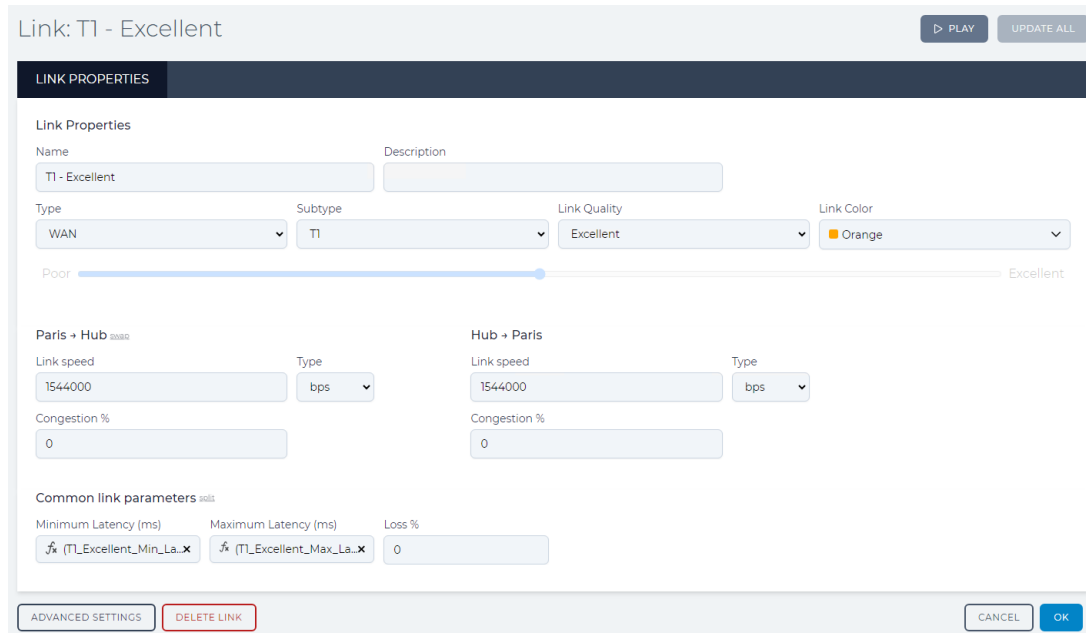 Link: T1 - Excellent
PLAY
UPDATE ALL
LINK PROPERTIES
Link Properties
Name Description
T1 - Excellent
Type Subtype Link Quality Link Color
WAN T1 Excellent Orange
Poor Excellent
Paris → Hub swap Hub → Paris
Link speed Type Link speed Type
1544000 bps 1544000 bps
Congestion % Congestion %
0 0
Common link parameters split
Minimum Latency (ms) Maximum Latency (ms) Loss %
fx (T1_Excellent_Min_La...x fx (T1_Excellent_Max_La...x 0
ADVANCED SETTINGS DELETE LINK CANCEL OK